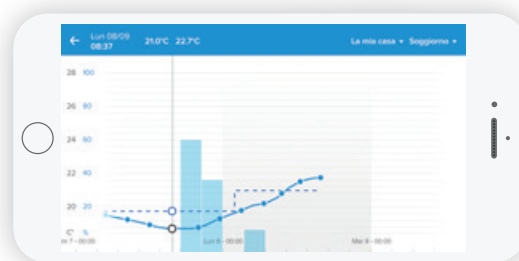 ←
Lun 08/09
08:37
21.0°C 22.7°C
La mia casa ▾ Soggiorno ▾
28 100
26 80
24 60
22 40
20 20
C° %
Lun 8 - 00:00
Mar 9 - 00:00